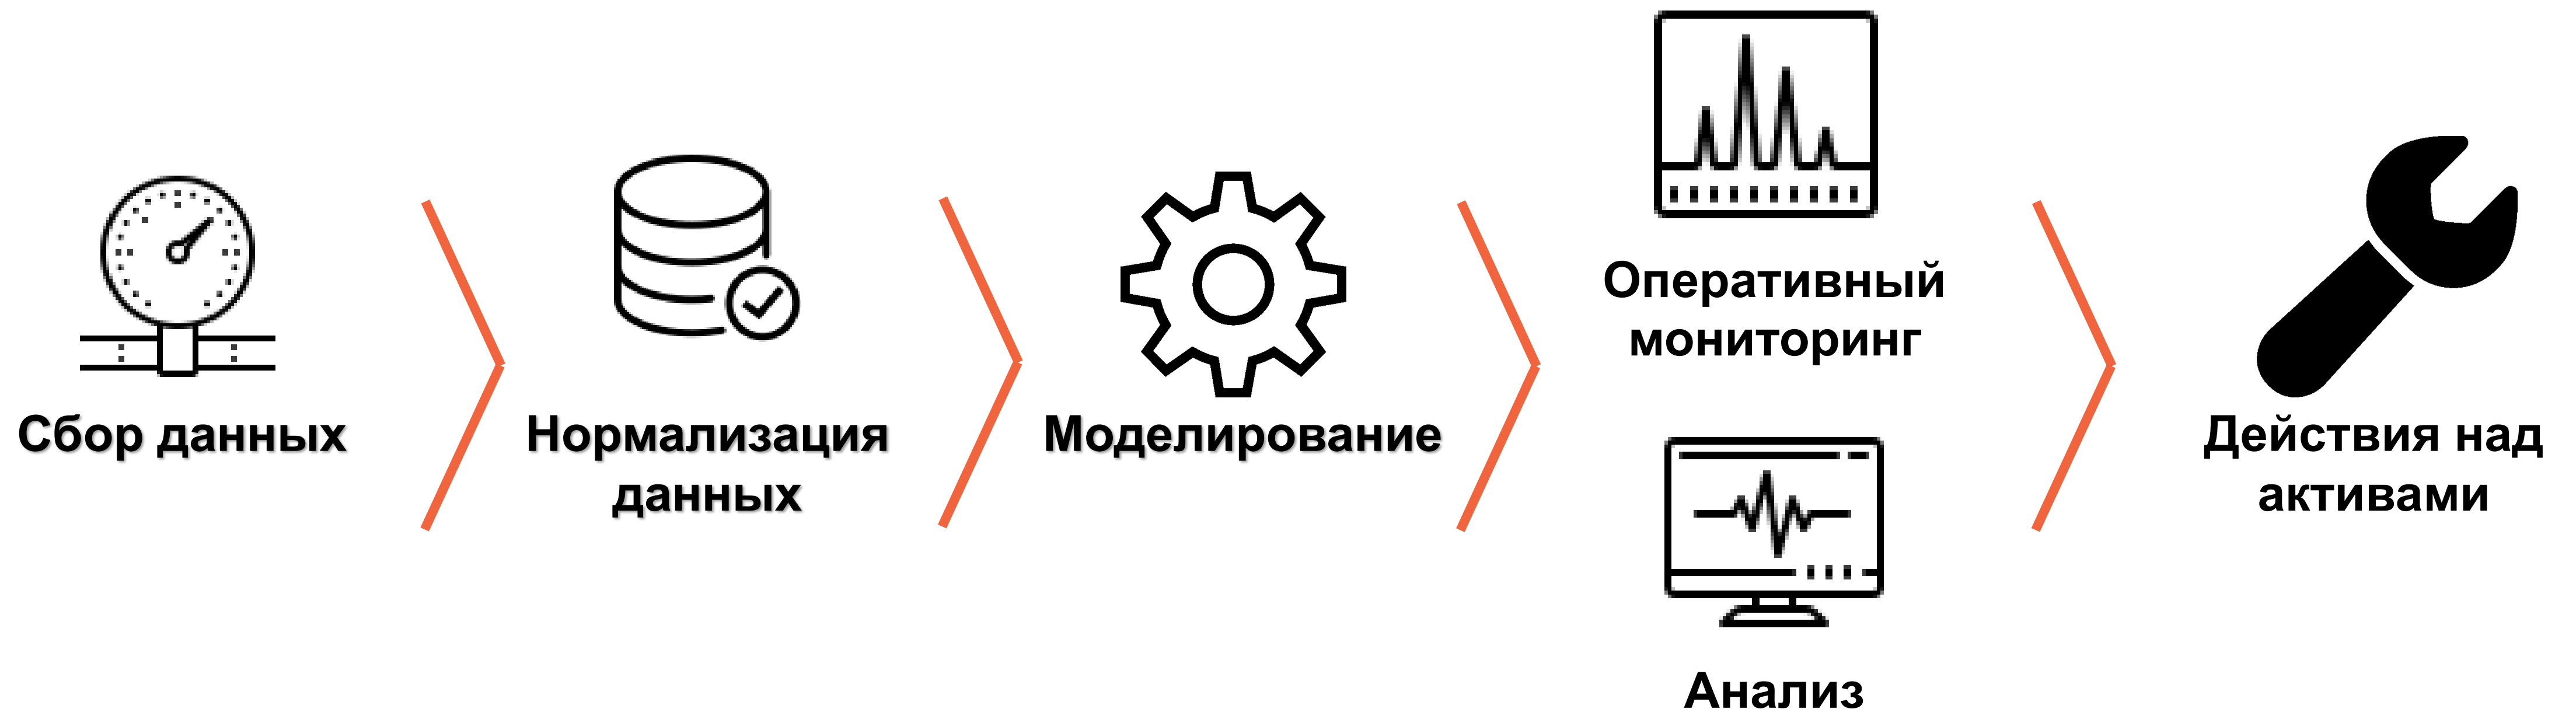 Сбор данных
Нормализация
данных
Моделирование
Оперативный
мониторинг
Анализ
Действия над
активами